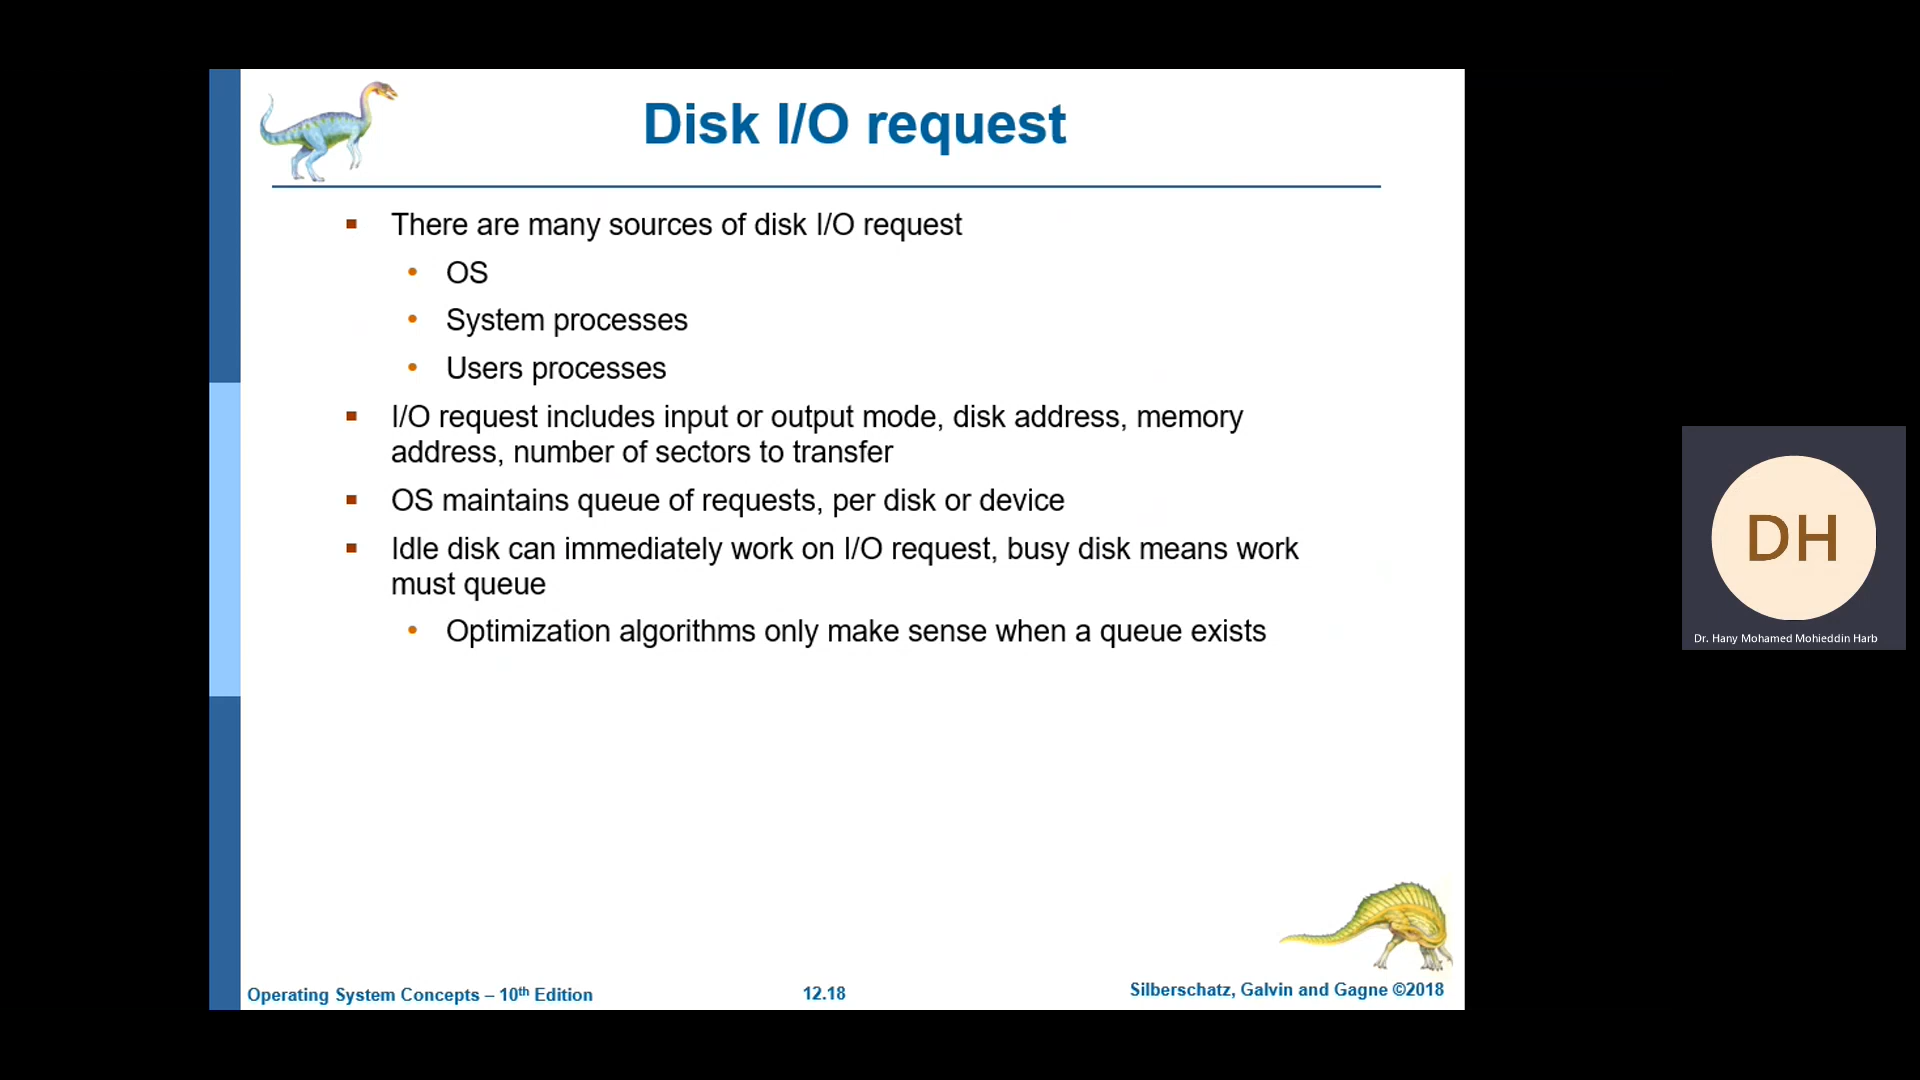 Disk I/O request
There are many sources of disk I/O request
OS
System processes
Users processes
I/O request includes input or output mode, disk address, memory
address, number of sectors to transfer
OS maintains queue of requests, per disk or device
Idle disk can immediately work on I/O request, busy disk means work
must queue
Optimization algorithms only make sense when a queue exists
Operating System Concepts – 10th Edition
12.18
Silberschatz, Galvin and Gagne ©2018
DH
Dr. Hany Mohamed Mohieddin Harb